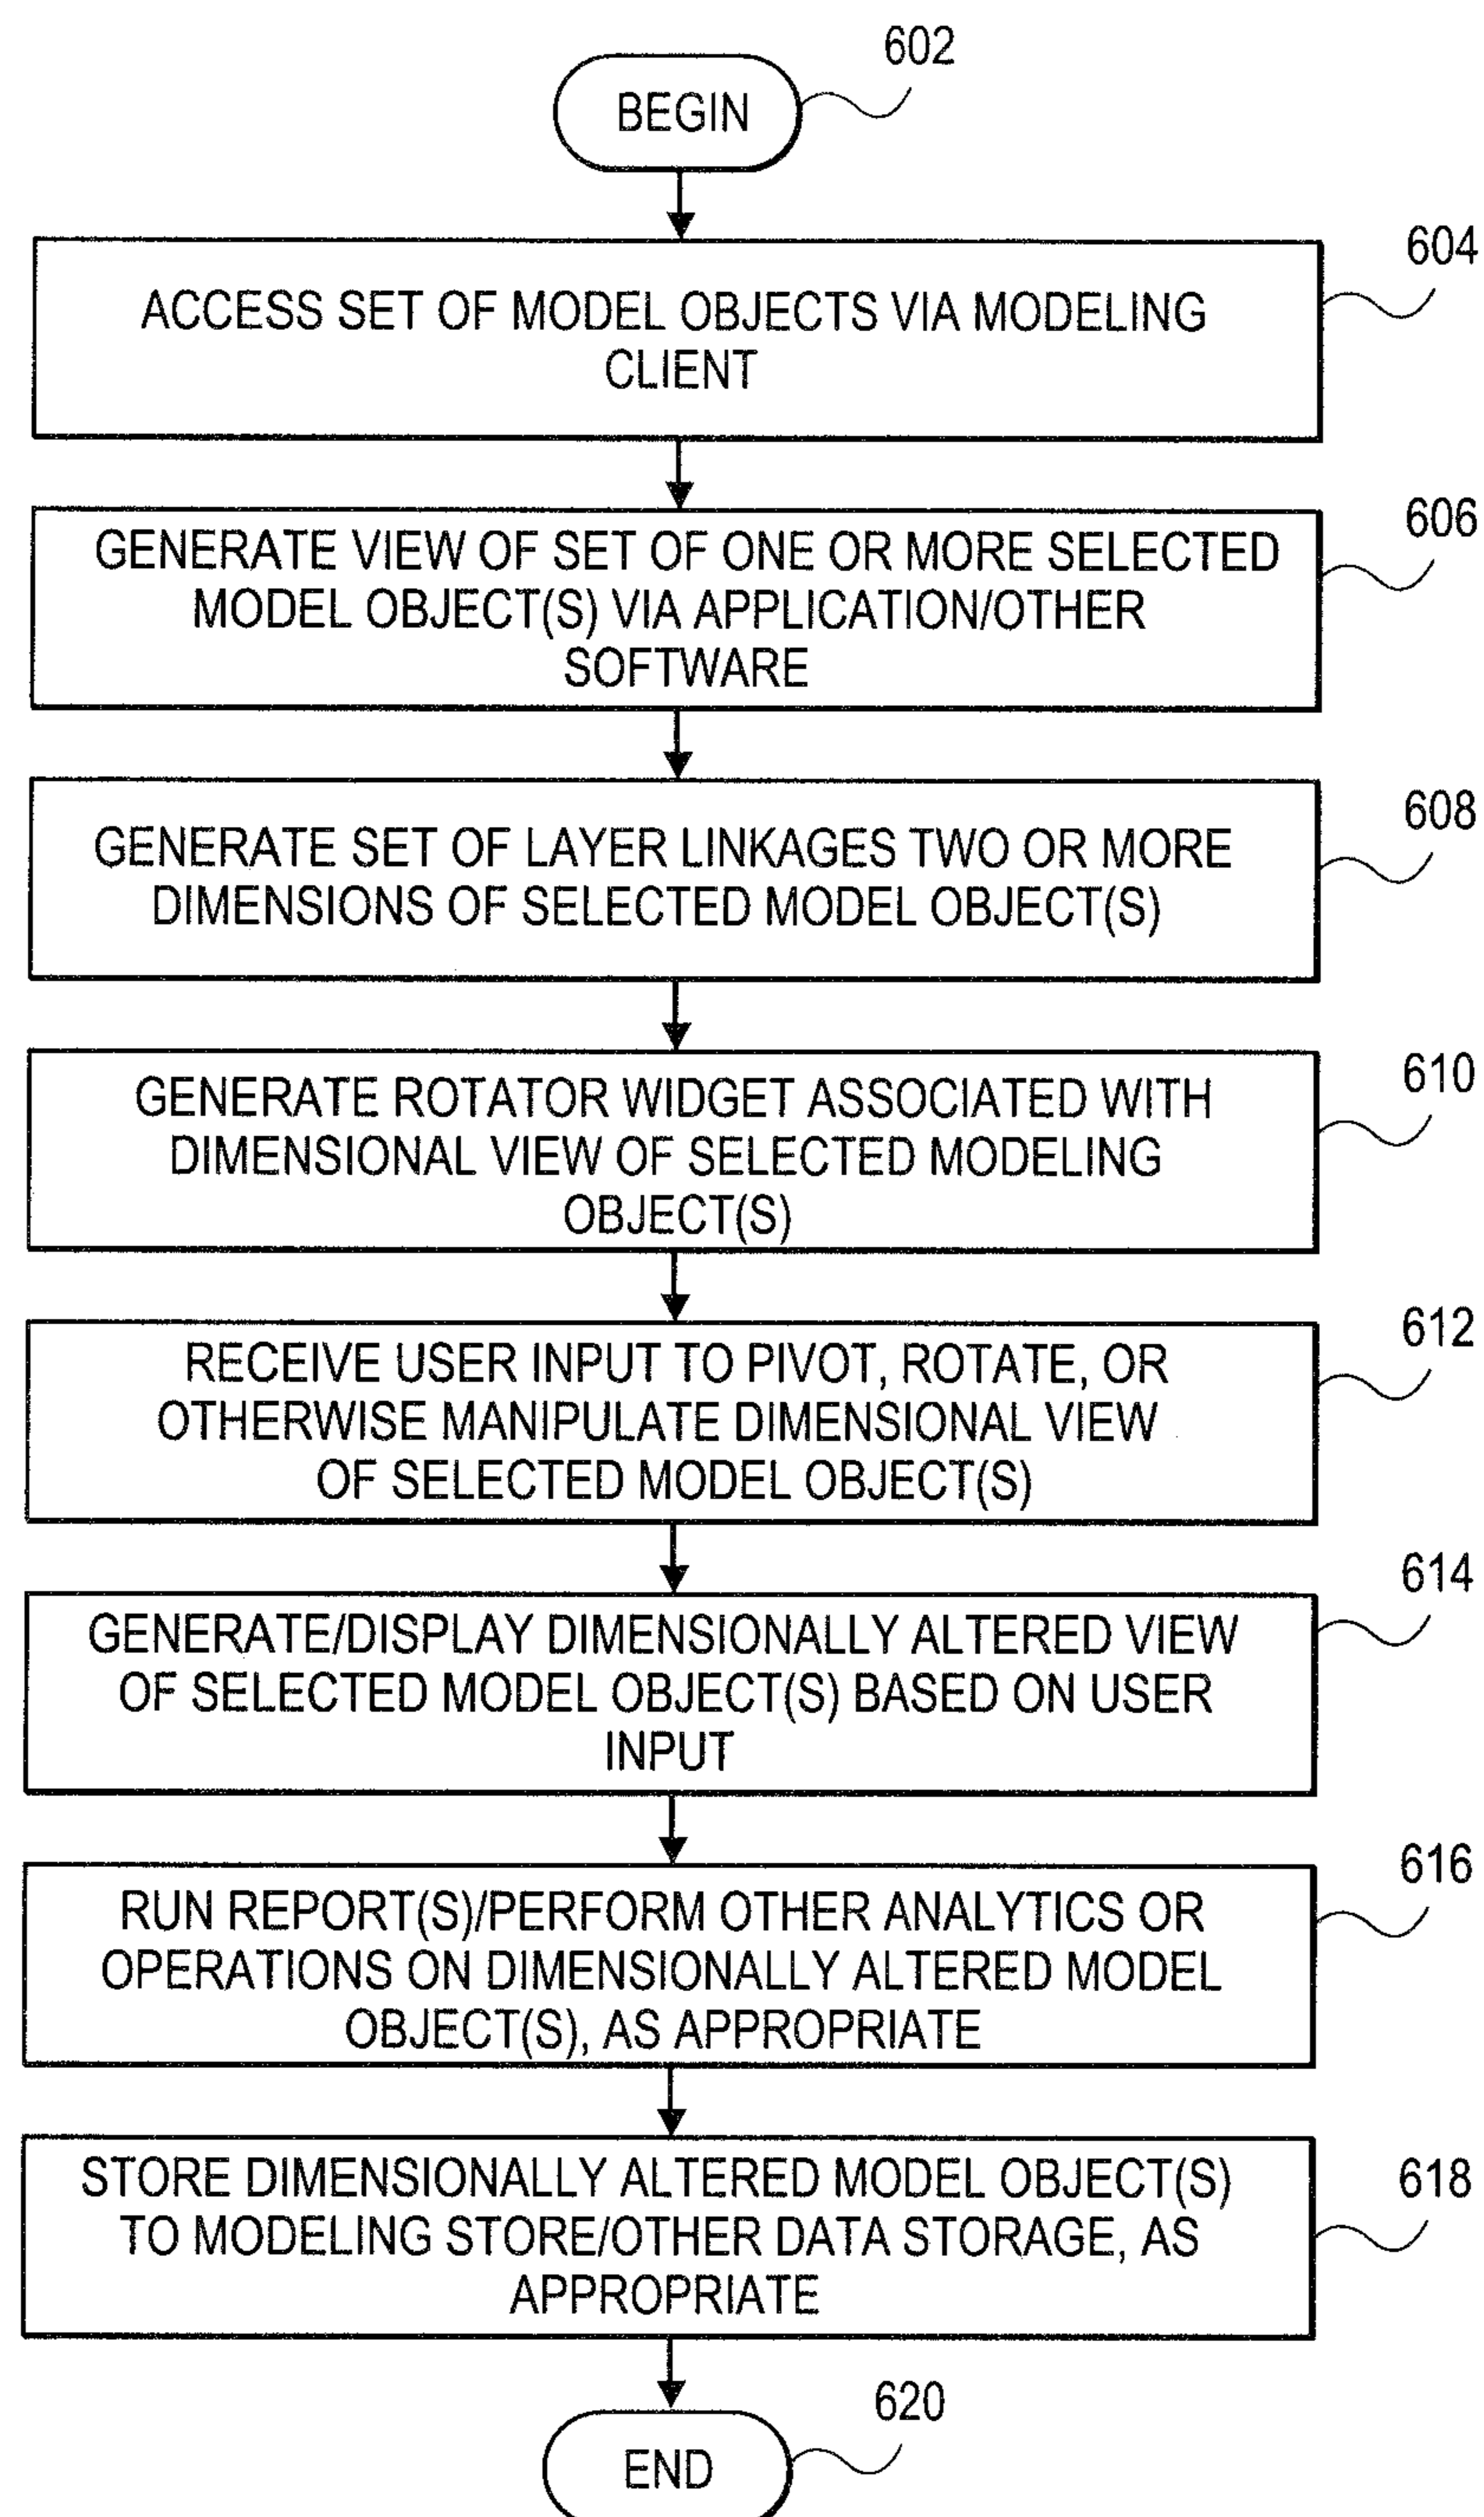 602
BEGIN
604
ACCESS SET OF MODEL OBJECTS VIA MODELING
CLIENT
606
GENERATE VIEW OF SET OF ONE OR MORE SELECTED
MODEL OBJECT(S) VIA APPLICATION/OTHER
SOFTWARE
608
GENERATE SET OF LAYER LINKAGES TWO OR MORE
DIMENSIONS OF SELECTED MODEL OBJECT(S)
610
GENERATE ROTATOR WIDGET ASSOCIATED WITH
DIMENSIONAL VIEW OF SELECTED MODELING
OBJECT(S)
612
RECEIVE USER INPUT TO PIVOT, ROTATE, OR
OTHERWISE MANIPULATE DIMENSIONAL VIEW
OF SELECTED MODEL OBJECT(S)
614
GENERATE/DISPLAY DIMENSIONALLY ALTERED VIEW
OF SELECTED MODEL OBJECT(S) BASED ON USER
INPUT
616
RUN REPORT(S)/PERFORM OTHER ANALYTICS OR
OPERATIONS ON DIMENSIONALLY ALTERED MODEL
OBJECT(S), AS APPROPRIATE
618
STORE DIMENSIONALLY ALTERED MODEL OBJECT(S)
TO MODELING STORE/OTHER DATA STORAGE, AS
APPROPRIATE
620
END